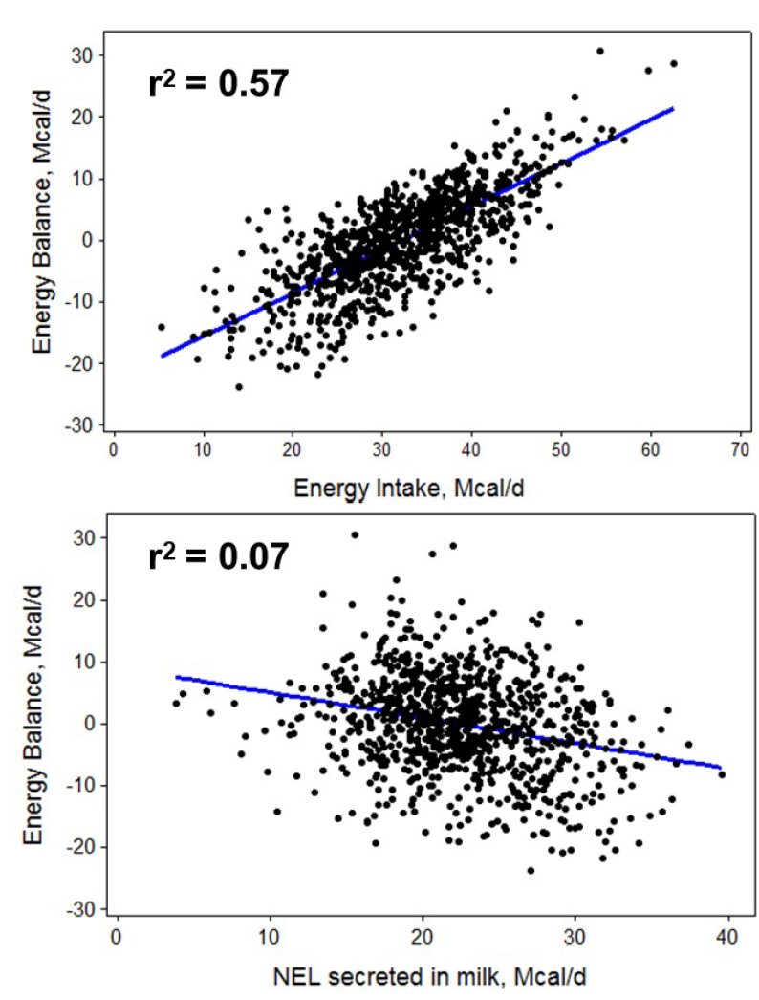 r² = 0.57
Energy Balance, Mcal/d
30
20
10
0
-10
-20
-30
0 10 20 30 40 50 60 70
Energy Intake, Mcal/d
r² = 0.07
Energy Balance, Mcal/d
30
20
10
0
-10
-20
-30
0 10 20 30 40
NEL secreted in milk, Mcal/d